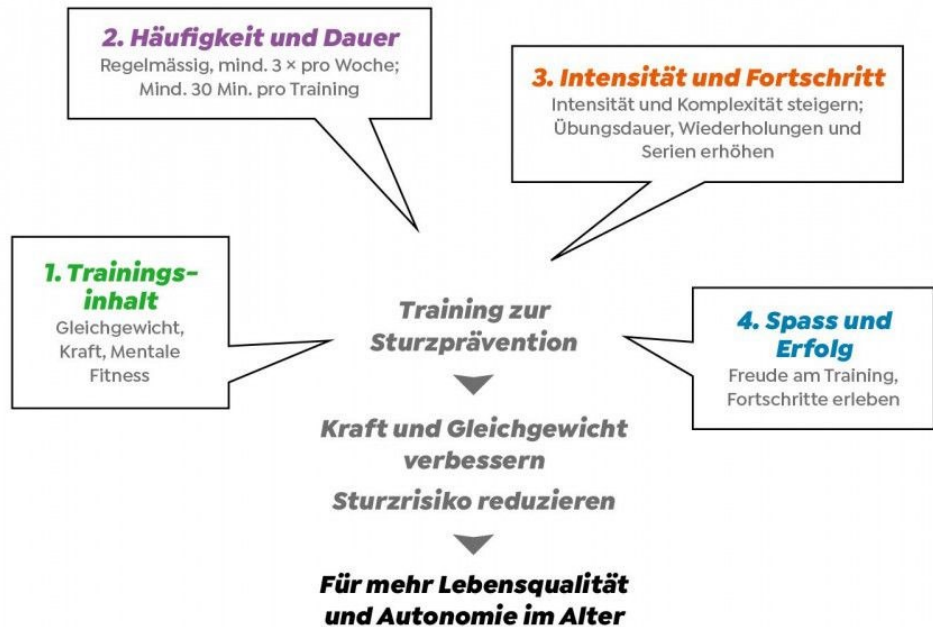 2. Häufigkeit und Dauer
Regelmässig, mind. 3 × pro Woche;
Mind. 30 Min. pro Training
3. Intensität und Fortschritt
Intensität und Komplexität steigern;
Übungsdauer, Wiederholungen und
Serien erhöhen
1. Trainings-
inhalt
Gleichgewicht,
Kraft, Mentale
Fitness
Training zur
Sturzprävention
4. Spass und
Erfolg
Freude am Training,
Fortschritte erleben
Kraft und Gleichgewicht
verbessern
Sturzrisiko reduzieren
Für mehr Lebensqualität
und Autonomie im Alter